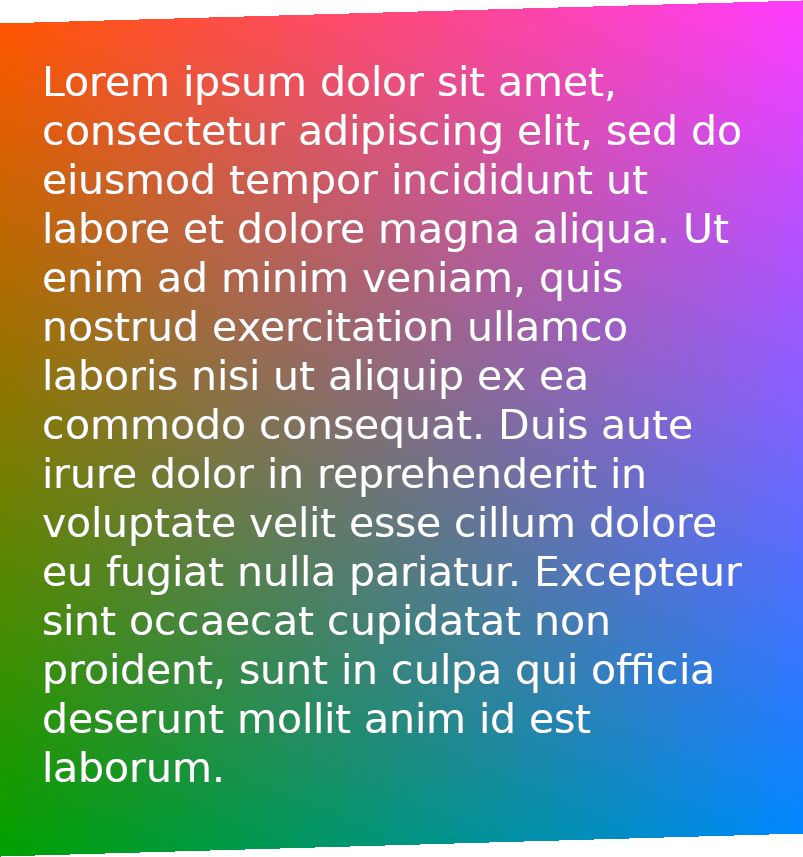 Lorem ipsum dolor sit amet,
consectetur adipiscing elit, sed do
eiusmod tempor incididunt ut
labore et dolore magna aliqua. Ut
enim ad minim veniam, quis
nostrud exercitation ullamco
laboris nisi ut aliquip ex ea
commodo consequat. Duis aute
irure dolor in reprehenderit in
voluptate velit esse cillum dolore
eu fugiat nulla pariatur. Excepteur
sint occaecat cupidatat non
proident, sunt in culpa qui officia
deserunt mollit anim id est
laborum.